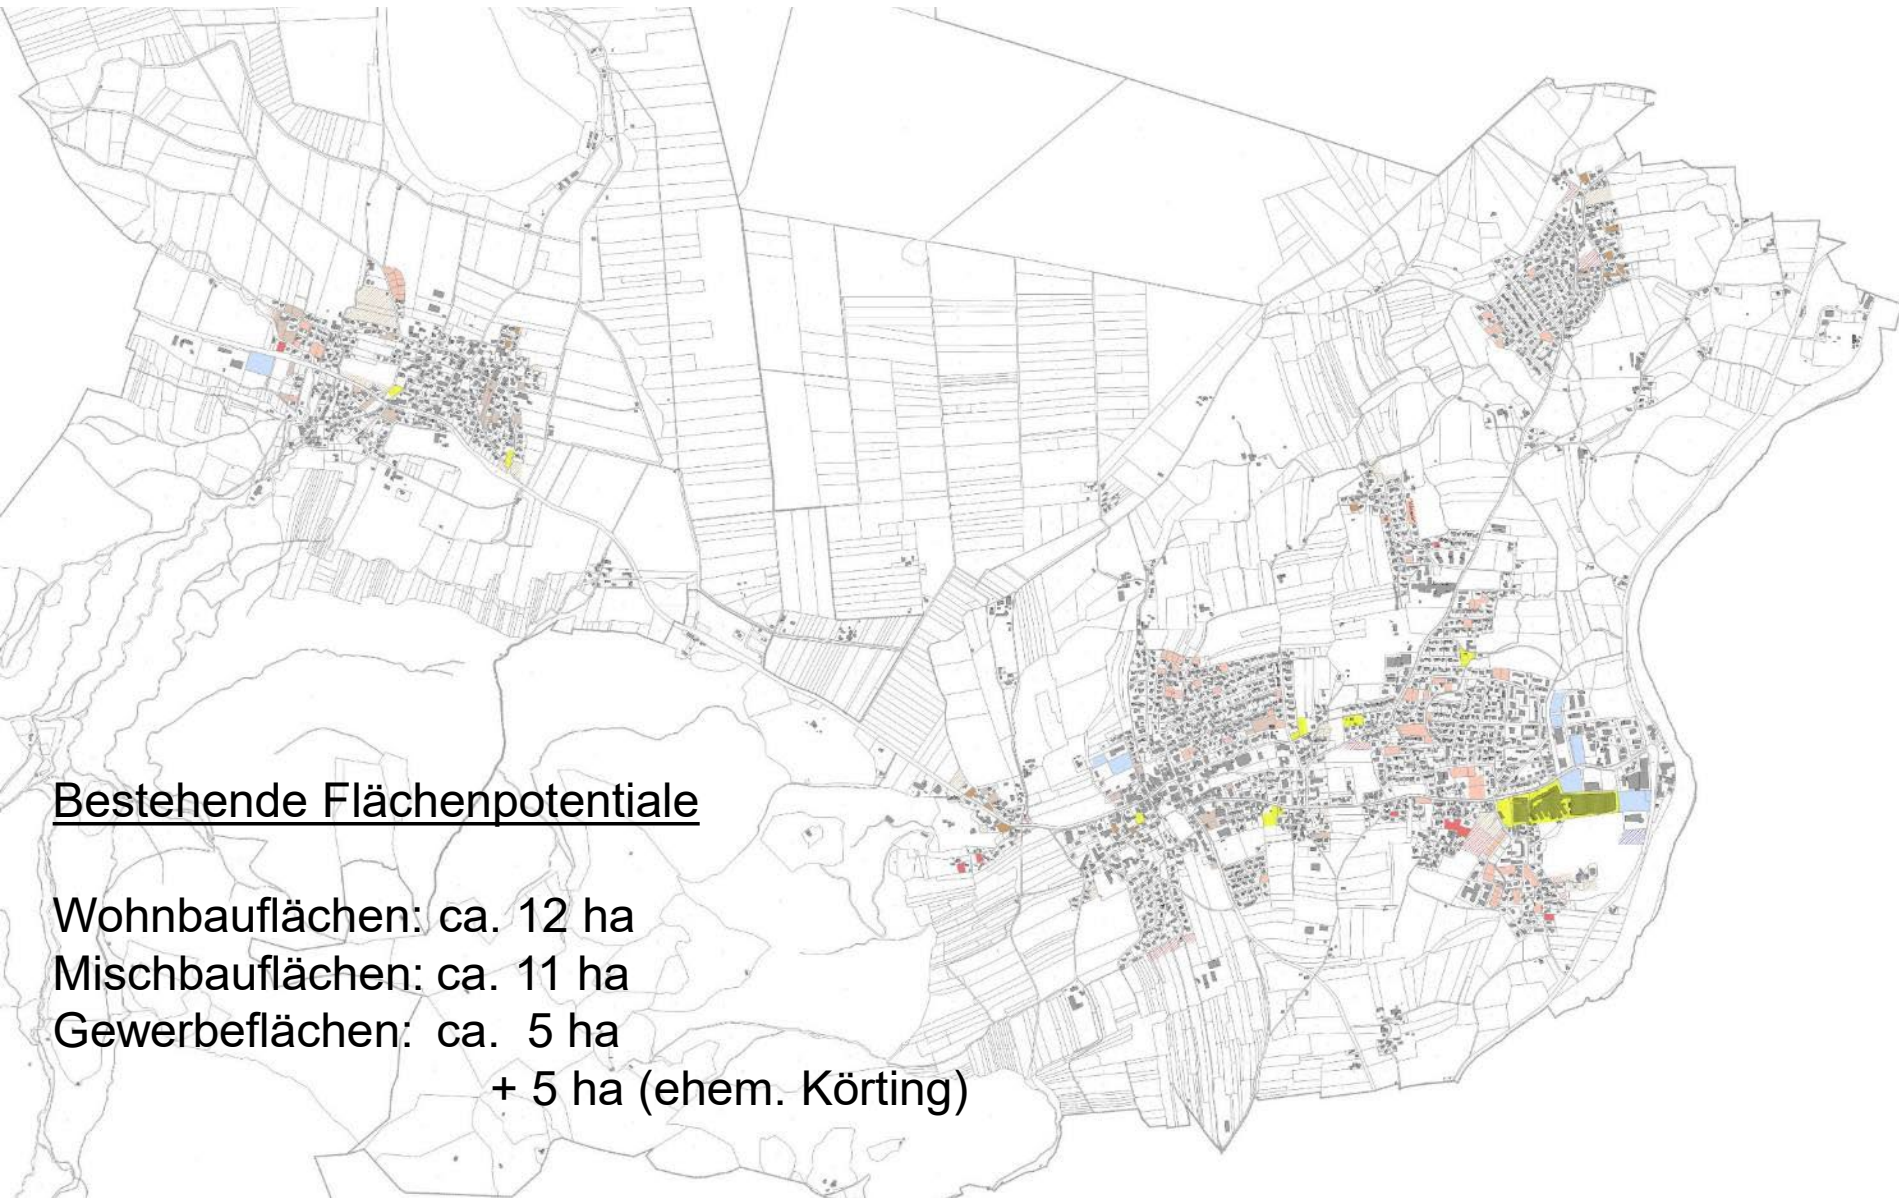 Bestehende Flächenpotentiale
Wohnbauflächen: ca. 12 ha
Mischbauflächen: ca. 11 ha
Gewerbeflächen: ca. 5 ha
+ 5 ha (ehem. Körting)